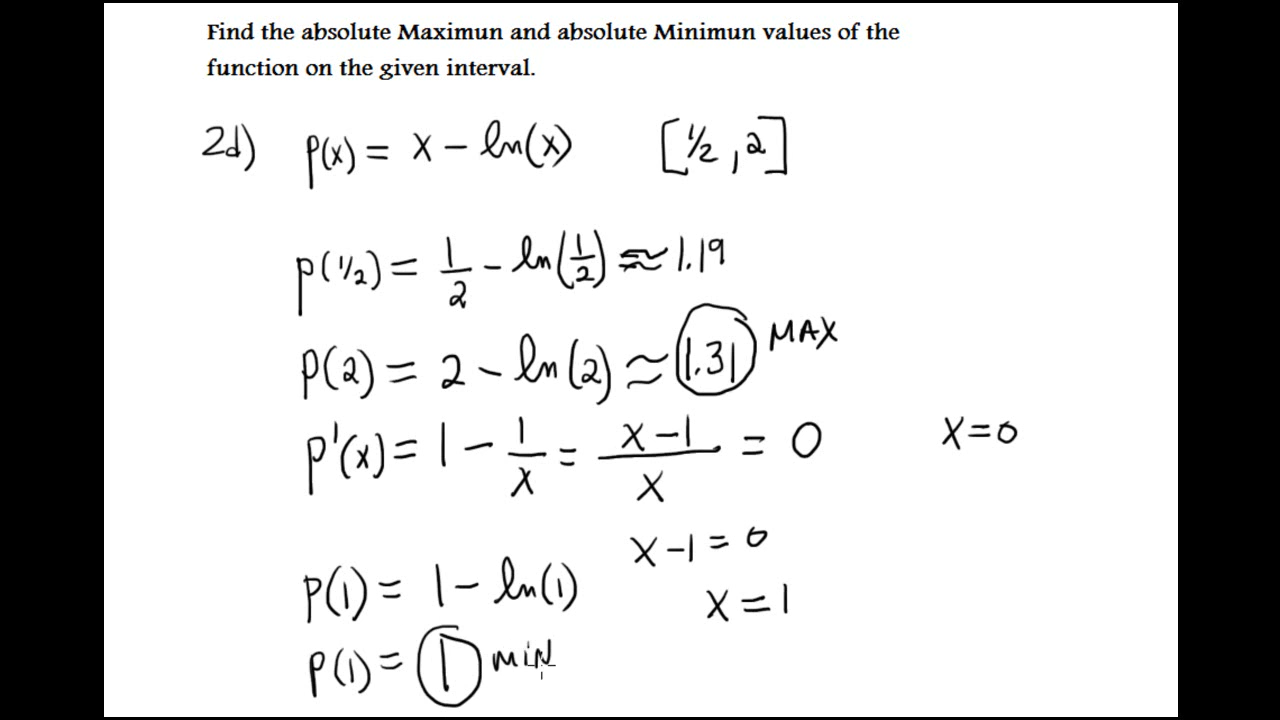 Find the absolute Maximun and absolute Minimun values of the
function on the given interval.
2d) p(x) = x - ln(x) [1/2, 2]
p(1/2) = 1/2 - ln(1/2) ≈ 1.19
p(2) = 2 - ln(2) ≈ 1.31 MAX
p'(x) = 1 - 1/x = (x-1)/x = 0 x=0
x-1=0
p(1) = 1 - ln(1) x=1
p(1) = 1 MIN